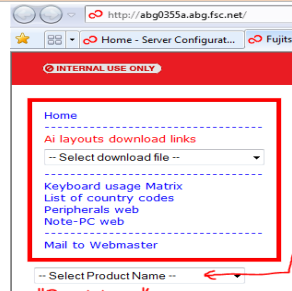 http://abg0355a.abg.fsc.net/
Home - Server Configurat... Fujits
INTERNAL USE ONLY
Home
Ai layouts download links
-- Select download file --
Keyboard usage Matrix
List of country codes
Peripherals web
Note-PC web
Mail to Webmaster
-- Select Product Name --